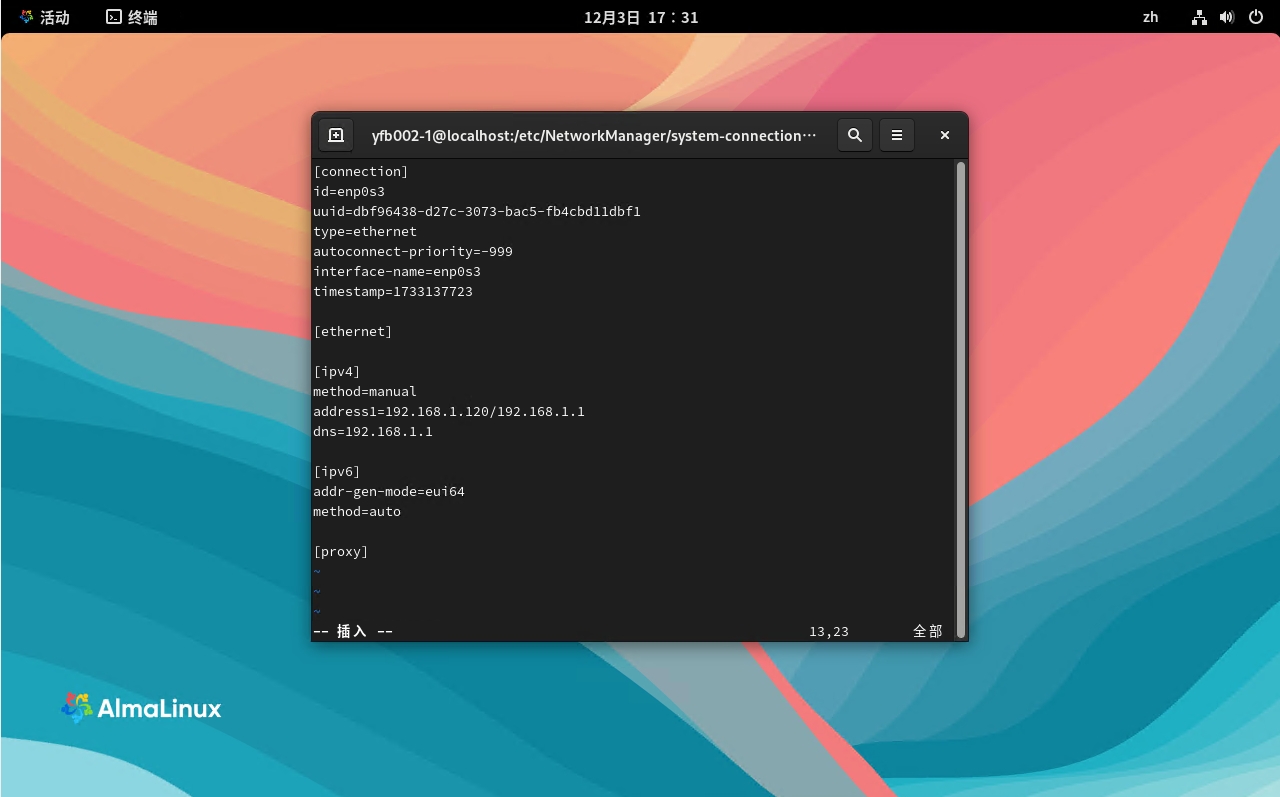 活动 终端 12月3日 17：31 zh
yfb002-1@localhost:/etc/NetworkManager/system-connection···
[connection]
id=enp0s3
uuid=dbf96438-d27c-3073-bac5-fb4cbd11dbf1
type=ethernet
autoconnect-priority=-999
interface-name=enp0s3
timestamp=1733137723
[ethernet]
[ipv4]
method=manual
address1=192.168.1.120/192.168.1.1
dns=192.168.1.1
[ipv6]
addr-gen-mode=eui64
method=auto
[proxy]
~
~
~
-- 插入 -- 13,23 全部
AlmaLinux